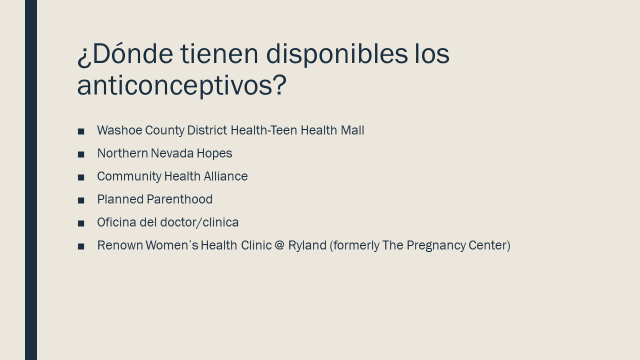 ¿Dónde tienen disponibles los
anticonceptivos?
■ Washoe County District Health-Teen Health Mall
■ Northern Nevada Hopes
■ Community Health Alliance
■ Planned Parenthood
■ Oficina del doctor/clinica
■ Renown Women's Health Clinic @ Ryland (formerly The Pregnancy Center)